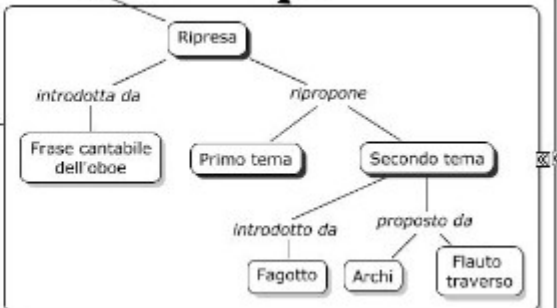 Ripresa
introdotta da
ripropone
Frase cantabile
dell'oboe
Primo tema
Secondo tema
introdotto da
proposto da
Fagotto
Archi
Flauto
traverso